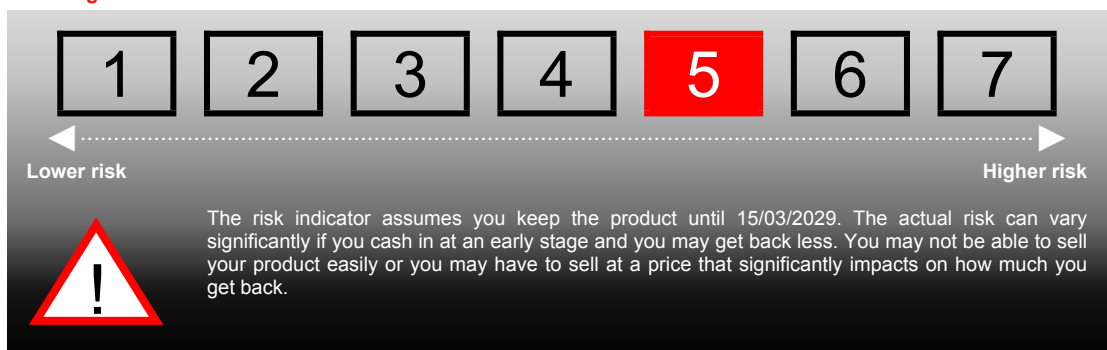 1 2 3 4 5 6 7
Lower risk Higher risk
The risk indicator assumes you keep the product until 15/03/2029. The actual risk can vary
significantly if you cash in at an early stage and you may get back less. You may not be able to sell
your product easily or you may have to sell at a price that significantly impacts on how much you
get back.
!